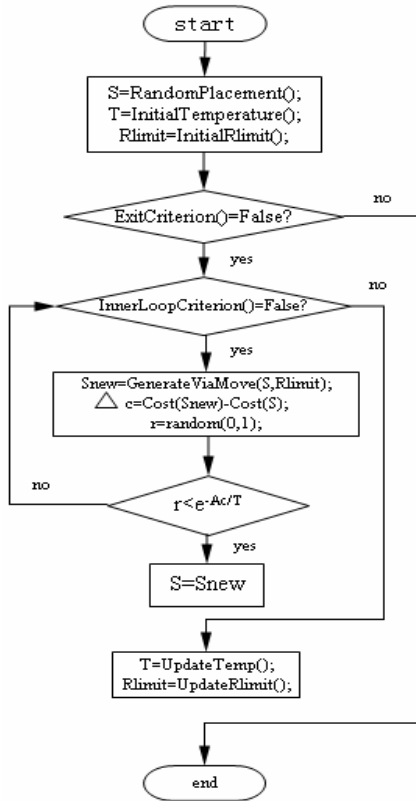 start
S=RandomPlacement();
T=InitialTemperature();
Rlimit=InitialRlimit();
no
ExitCriterion()=False?
yes
no
InnerLoopCriterion()=False?
yes
Snew=GenerateViaMove(S,Rlimit);
△ c=Cost(Snew)-Cost(S);
r=random(0,1);
no
r<e-Ac/T
yes
S=Snew
T=UpdateTemp();
Rlimit=UpdateRlimit();
end